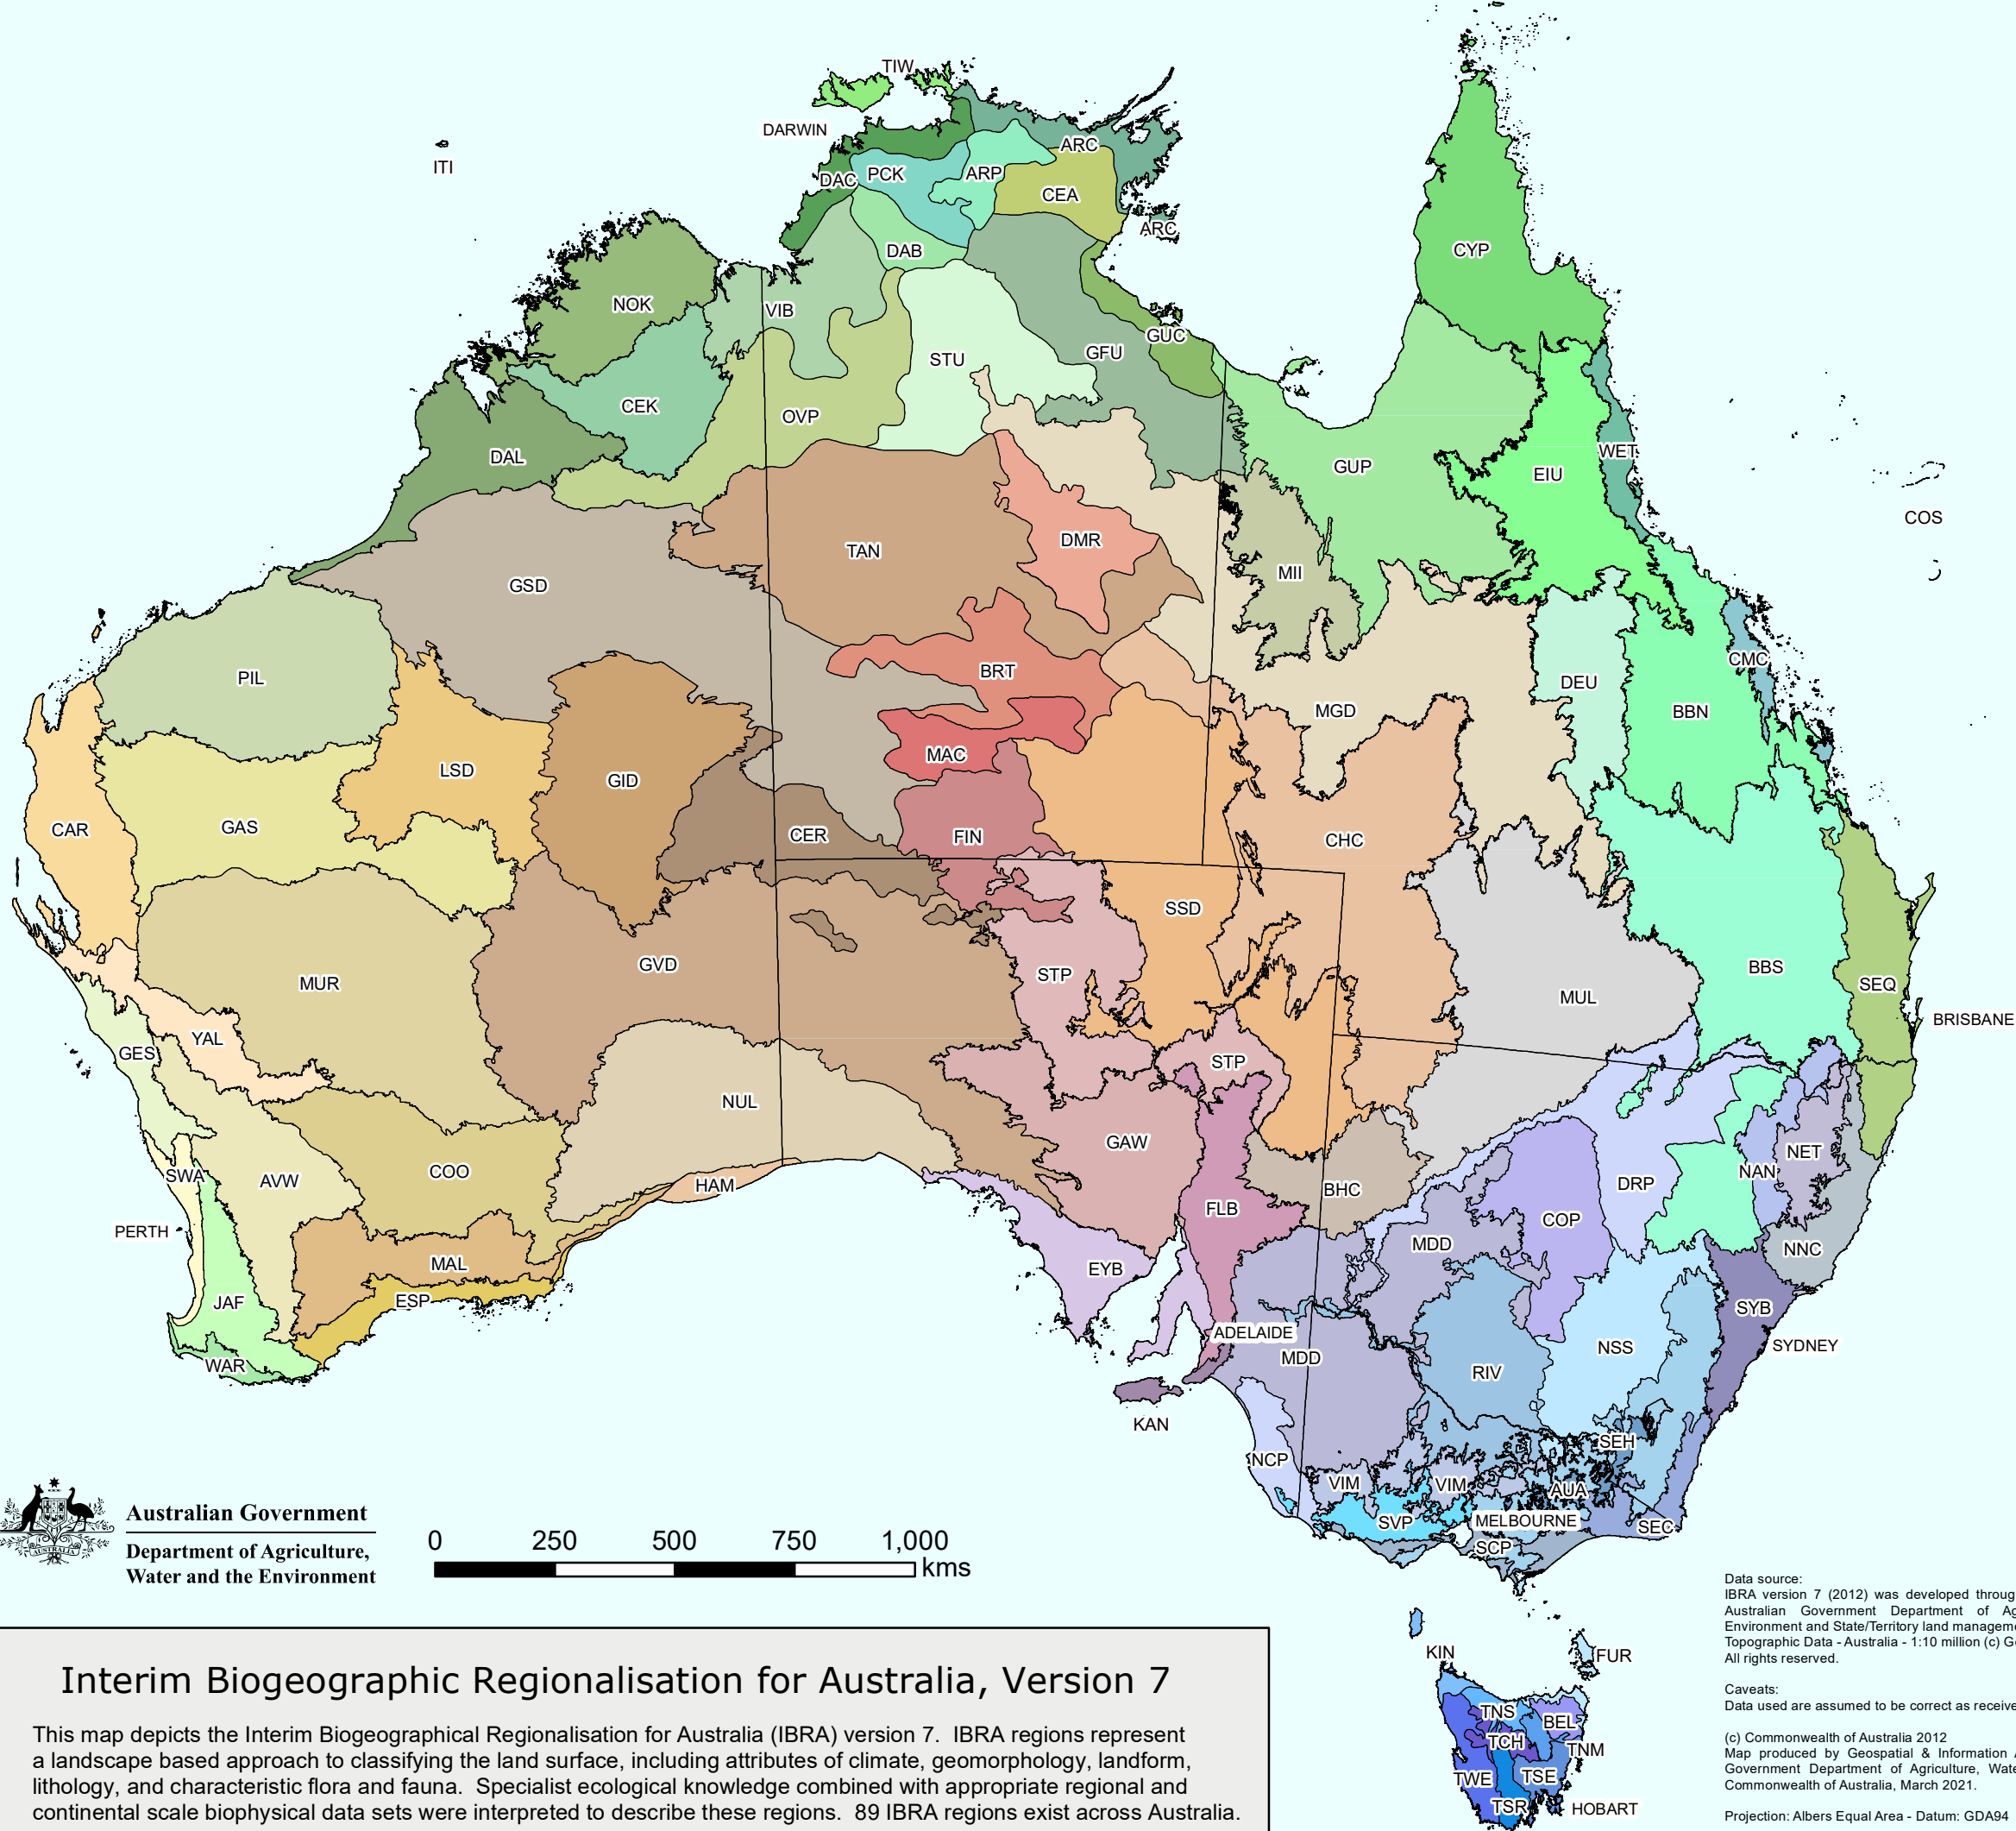 TIW
DARWIN
ARC
ITI
DAC
PCK
ARP
CEA
ARC
DAB
CYP
NOK
VIB
GUC
STU
GFU
CEK
OVP
DAL
GUP
WET
EIU
COS
TAN
DMR
GSD
MII
PIL
BRT
CMC
DEU
MGD
BBN
MAC
LSD
GID
CAR
GAS
CER
FIN
CHC
SSD
GVD
STP
MUR
MUL
BBS
SEQ
BRISBANE
YAL
GES
STP
NUL
GAW
SWA
AVW
COO
HAM
FLB
BHC
DRP
NAN
NET
PERTH
COP
MDD
NNC
MAL
EYB
JAF
ESP
SYB
ADELAIDE
SYDNEY
WAR
MDD
NSS
RIV
KAN
SEH
NCP
VIM
VIM
AUA
SVP
MELBOURNE
SEC
SCP
Australian Government
Department of Agriculture,
Water and the Environment
AUSTRALIA
0 250 500 750 1,000
kms
KIN
FUR
TNS
BEL
TCH
TNM
TWE
TSE
TSR
HOBART
Interim Biogeographic Regionalisation for Australia, Version 7
This map depicts the Interim Biogeographical Regionalisation for Australia (IBRA) version 7. IBRA regions represent
a landscape based approach to classifying the land surface, including attributes of climate, geomorphology, landform,
lithology, and characteristic flora and fauna. Specialist ecological knowledge combined with appropriate regional and
continental scale biophysical data sets were interpreted to describe these regions. 89 IBRA regions exist across Australia.
Data source:
IBRA version 7 (2012) was developed throug
Australian Government Department of Ag
Environment and State/Territory land manageme
Topographic Data - Australia - 1:10 million (c) G
All rights reserved.
Caveats:
Data used are assumed to be correct as receive
(c) Commonwealth of Australia 2012
Map produced by Geospatial & Information
Government Department of Agriculture, Wate
Commonwealth of Australia, March 2021.
Projection: Albers Equal Area - Datum: GDA94